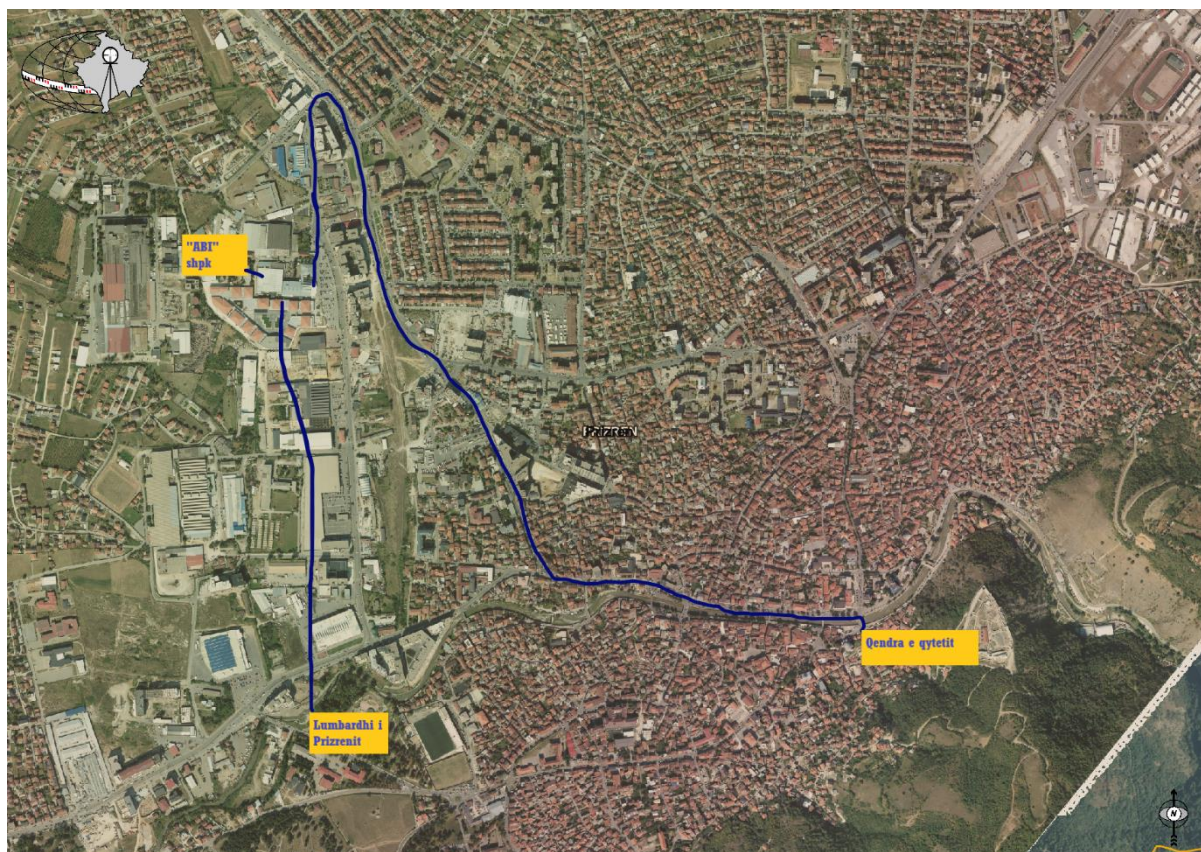 "ABI"
shpk
PRIZREN
Qendra e qytetit
Lumbardhi i
Prizrenit
N